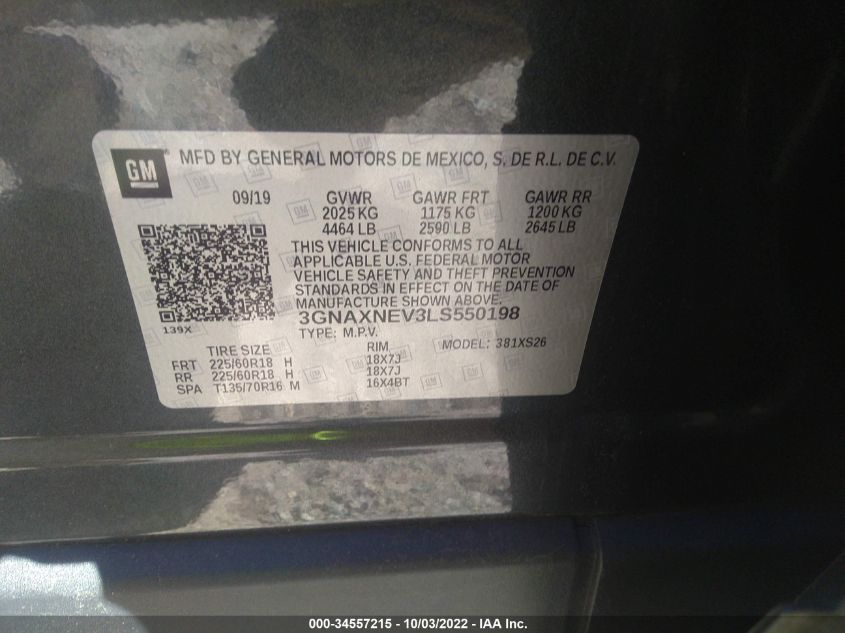 GM MFD BY GENERAL MOTORS DE MEXICO, S. DE R.L. DE C.V.
09/19 GVWR GAWR FRT GAWR RR
2025 KG 1175 KG 1200 KG
4464 LB 2590 LB 2645 LB
THIS VEHICLE CONFORMS TO ALL
APPLICABLE U.S. FEDERAL MOTOR
VEHICLE SAFETY AND THEFT PREVENTION
STANDARDS IN EFFECT ON THE DATE OF
MANUFACTURE SHOWN ABOVE.
3GNAXNEV3LS550198
139X TYPE: M.P.V.
TIRE SIZE RIM MODEL: 381XS26
FRT 225/60R18 H 18X7J
RR 225/60R18 H 18X7J
SPA T135/70R16 M 16X4BT
000-34557215 - 10/03/2022 - IAA Inc.